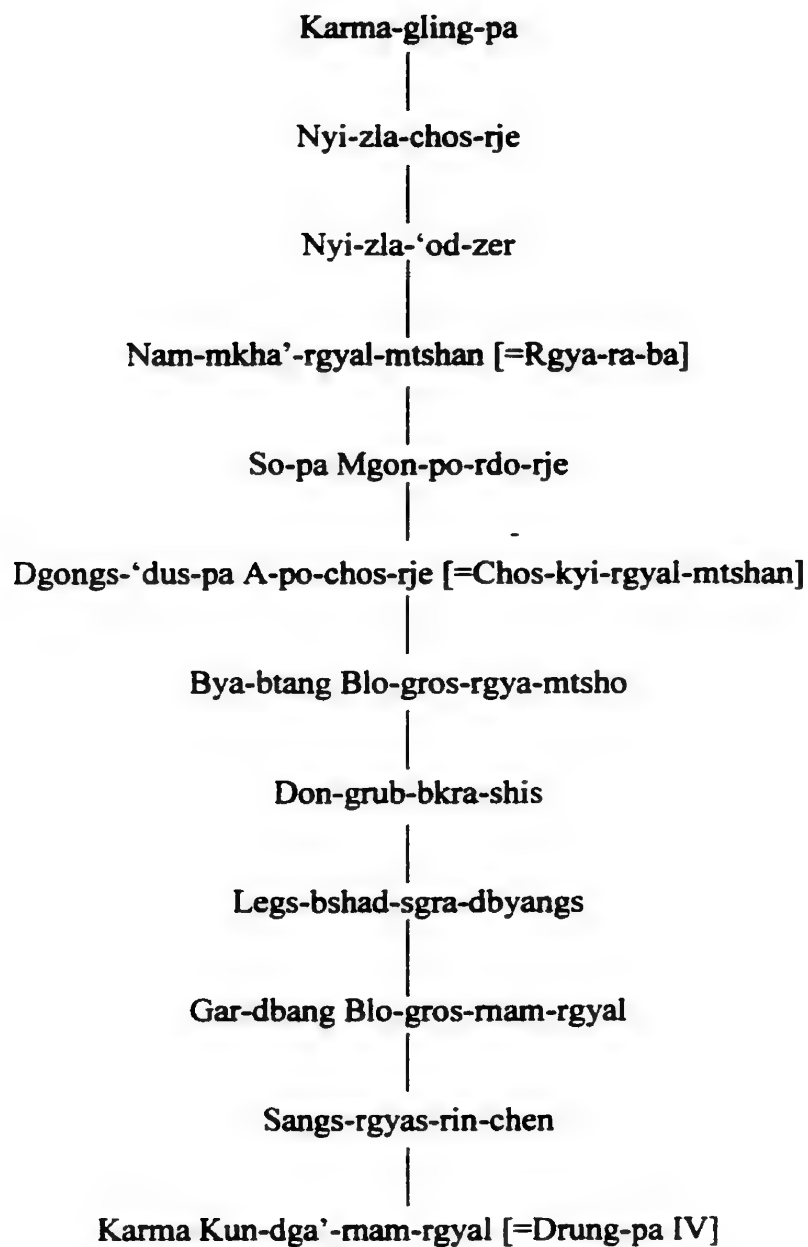 Karma-gling-pa
Nyi-zla-chos-rje
Nyi-zla-‘od-zer
Nam-mkha’-rgyal-mtshan [=Rgya-ra-ba]
So-pa Mgon-po-rdo-rje
Dgongs-‘dus-pa A-po-chos-rje [=Chos-kyi-rgyal-mtshan]
Bya-btang Blo-gros-rgya-mtsho
Don-grub-bkra-shis
Legs-bshad-sgra-dbyangs
Gar-dbang Blo-gros-rnam-rgyal
Sangs-rgyas-rin-chen
Karma Kun-dga’-rnam-rgyal [=Drung-pa IV]